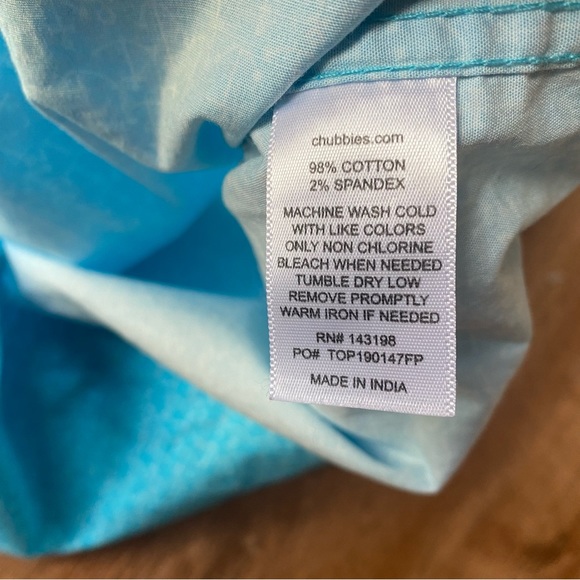 chubbies.com
98% COTTON
2% SPANDEX
MACHINE WASH COLD
WITH LIKE COLORS
ONLY NON CHLORINE
BLEACH WHEN NEEDED
TUMBLE DRY LOW
REMOVE PROMPTLY
WARM IRON IF NEEDED
RN# 143198
PO# TOP190147FP
MADE IN INDIA